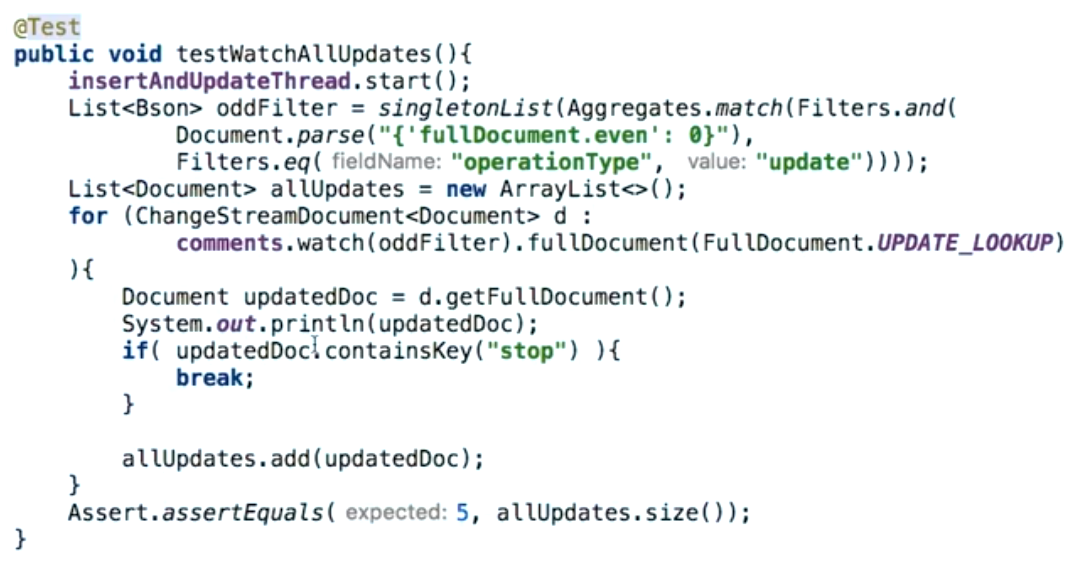 @Test
public void testWatchAllUpdates(){
insertAndUpdateThread.start();
List<Bson> oddFilter = singletonList(Aggregates.match(Filters.and(
Document.parse("{'fullDocument.even': 0}"),
Filters.eq( fieldName: "operationType", value: "update"))));
List<Document> allUpdates = new ArrayList<>();
for (ChangeStreamDocument<Document> d :
comments.watch(oddFilter).fullDocument(FullDocument.UPDATE_LOOKUP)
){
Document updatedDoc = d.getFullDocument();
System.out.println(updatedDoc);
if( updatedDoc.containsKey("stop") ){
break;
}
allUpdates.add(updatedDoc);
}
Assert.assertEquals( expected: 5, allUpdates.size());
}